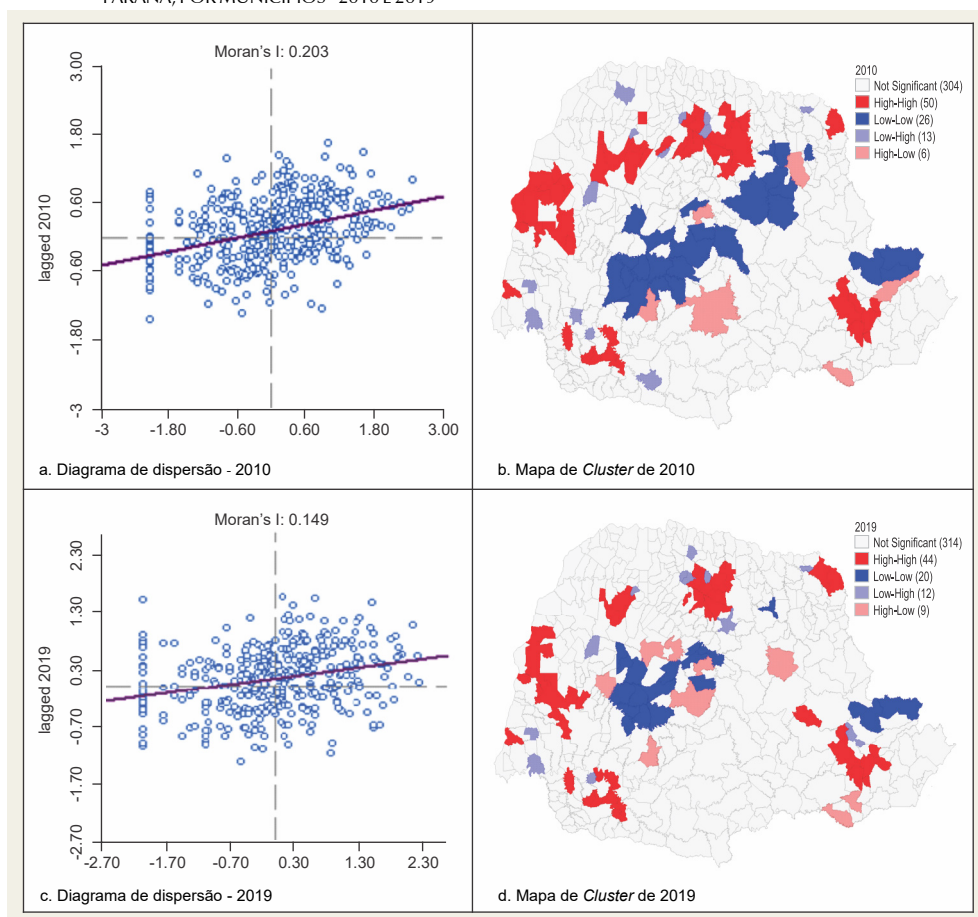 PARANÁ, POR MUNICÍPIOS - 2010 E 2019
Moran's I: 0.203
3.00
1.80
0.60
-0.60
-1.80
-3
lagged 2010
-3 -1.80 -0.60 0.60 1.80 3.00
a. Diagrama de dispersão - 2010
2010
Not Significant (304)
High-High (50)
Low-Low (26)
Low-High (13)
High-Low (6)
b. Mapa de Cluster de 2010
Moran's I: 0.149
2.30
1.30
0.30
-0.70
-1.70
-2.70
lagged 2019
-2.70 -1.70 -0.70 0.30 1.30 2.30
c. Diagrama de dispersão - 2019
2019
Not Significant (314)
High-High (44)
Low-Low (20)
Low-High (12)
High-Low (9)
d. Mapa de Cluster de 2019